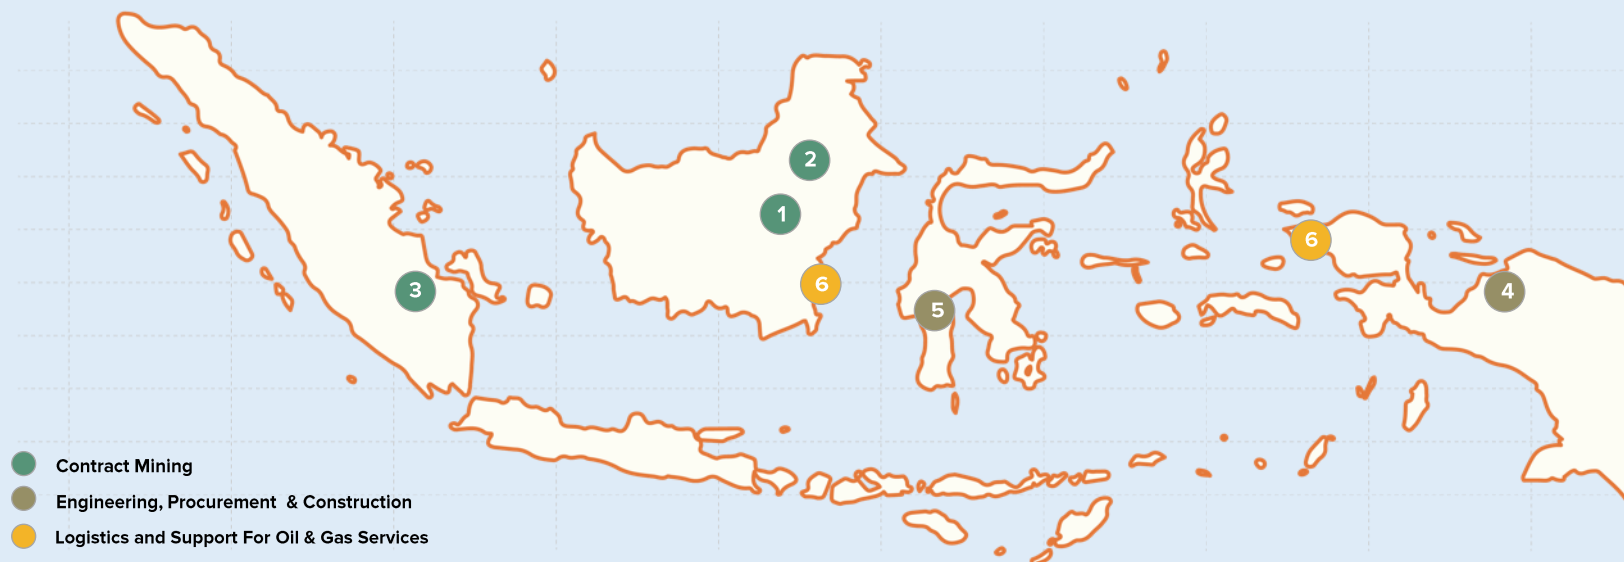 2
1
6
6
3
4
5
Contract Mining
Engineering, Procurement & Construction
Logistics and Support For Oil & Gas Services